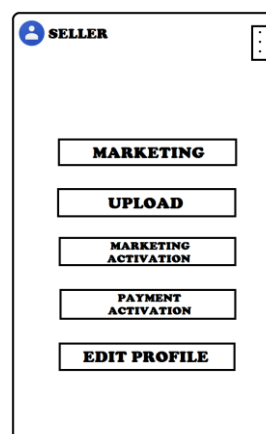 SELLER
MARKETING
UPLOAD
MARKETING
ACTIVATION
PAYMENT
ACTIVATION
EDIT PROFILE